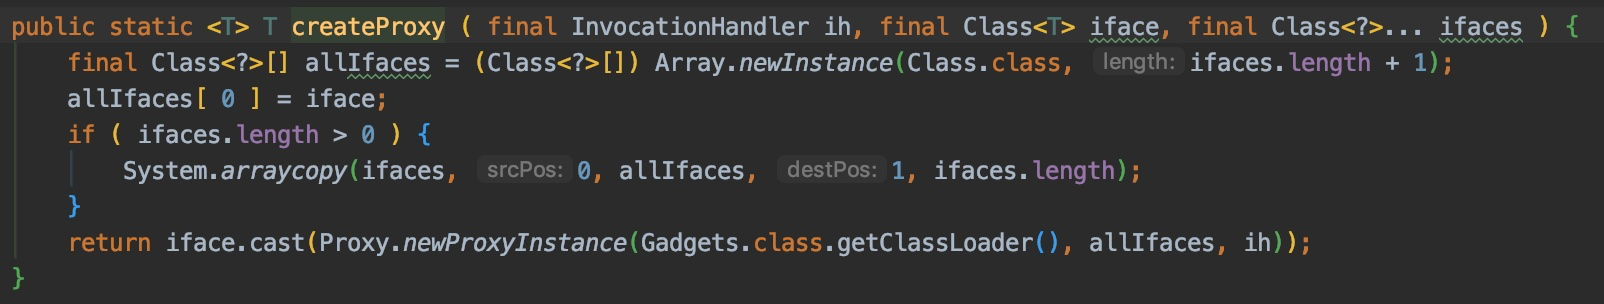 public static <T> T createProxy ( final InvocationHandler ih, final Class<T> iface, final Class<?>... ifaces ) {
    final Class<?>[] allIfaces = (Class<?>[]) Array.newInstance(Class.class, length: ifaces.length + 1);
    allIfaces[ 0 ] = iface;
    if ( ifaces.length > 0 ) {
        System.arraycopy(ifaces, srcPos: 0, allIfaces, destPos: 1, ifaces.length);
    }
    return iface.cast(Proxy.newProxyInstance(Gadgets.class.getClassLoader(), allIfaces, ih));
}